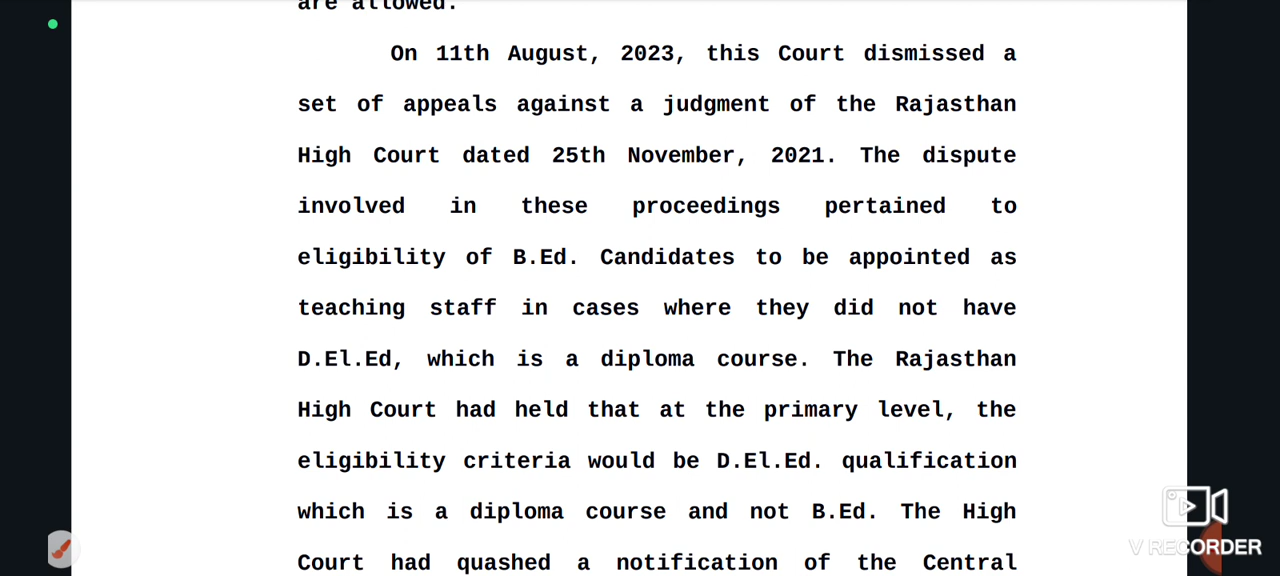 are allowed.
On 11th August, 2023, this Court dismissed a
set of appeals against a judgment of the Rajasthan
High Court dated 25th November, 2021. The dispute
involved in these proceedings pertained to
eligibility of B.Ed. Candidates to be appointed as
teaching staff in cases where they did not have
D.El.Ed, which is a diploma course. The Rajasthan
High Court had held that at the primary level, the
eligibility criteria would be D.El.Ed. qualification
which is a diploma course and not B.Ed. The High
Court had quashed a notification of the Central
V RECORDER